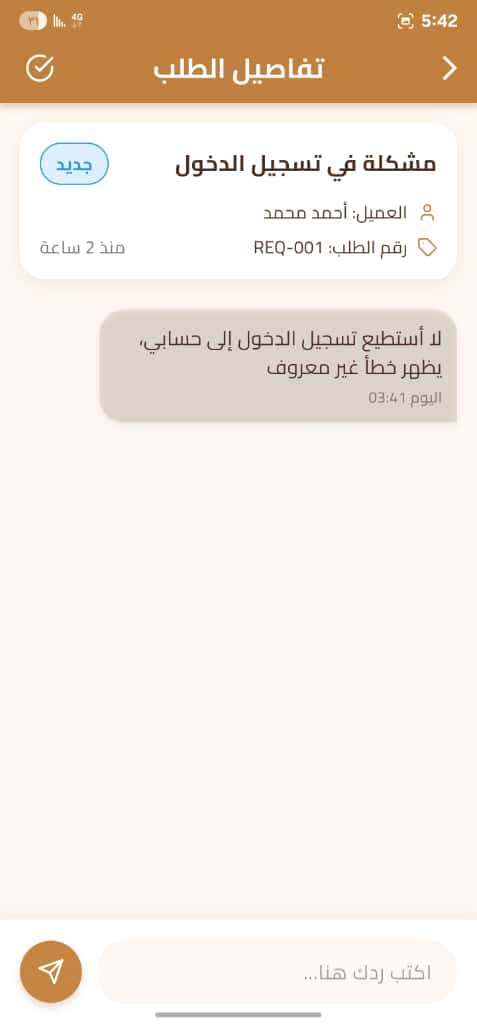 5:42
4G
٣١
تفاصيل الطلب
مشكلة في تسجيل الدخول
جديد
العميل: أحمد محمد
رقم الطلب: REQ-001
منذ 2 ساعة
لا أستطيع تسجيل الدخول إلى حسابي،
يظهر خطأ غير معروف
اليوم 03:41
اكتب ردك هنا...